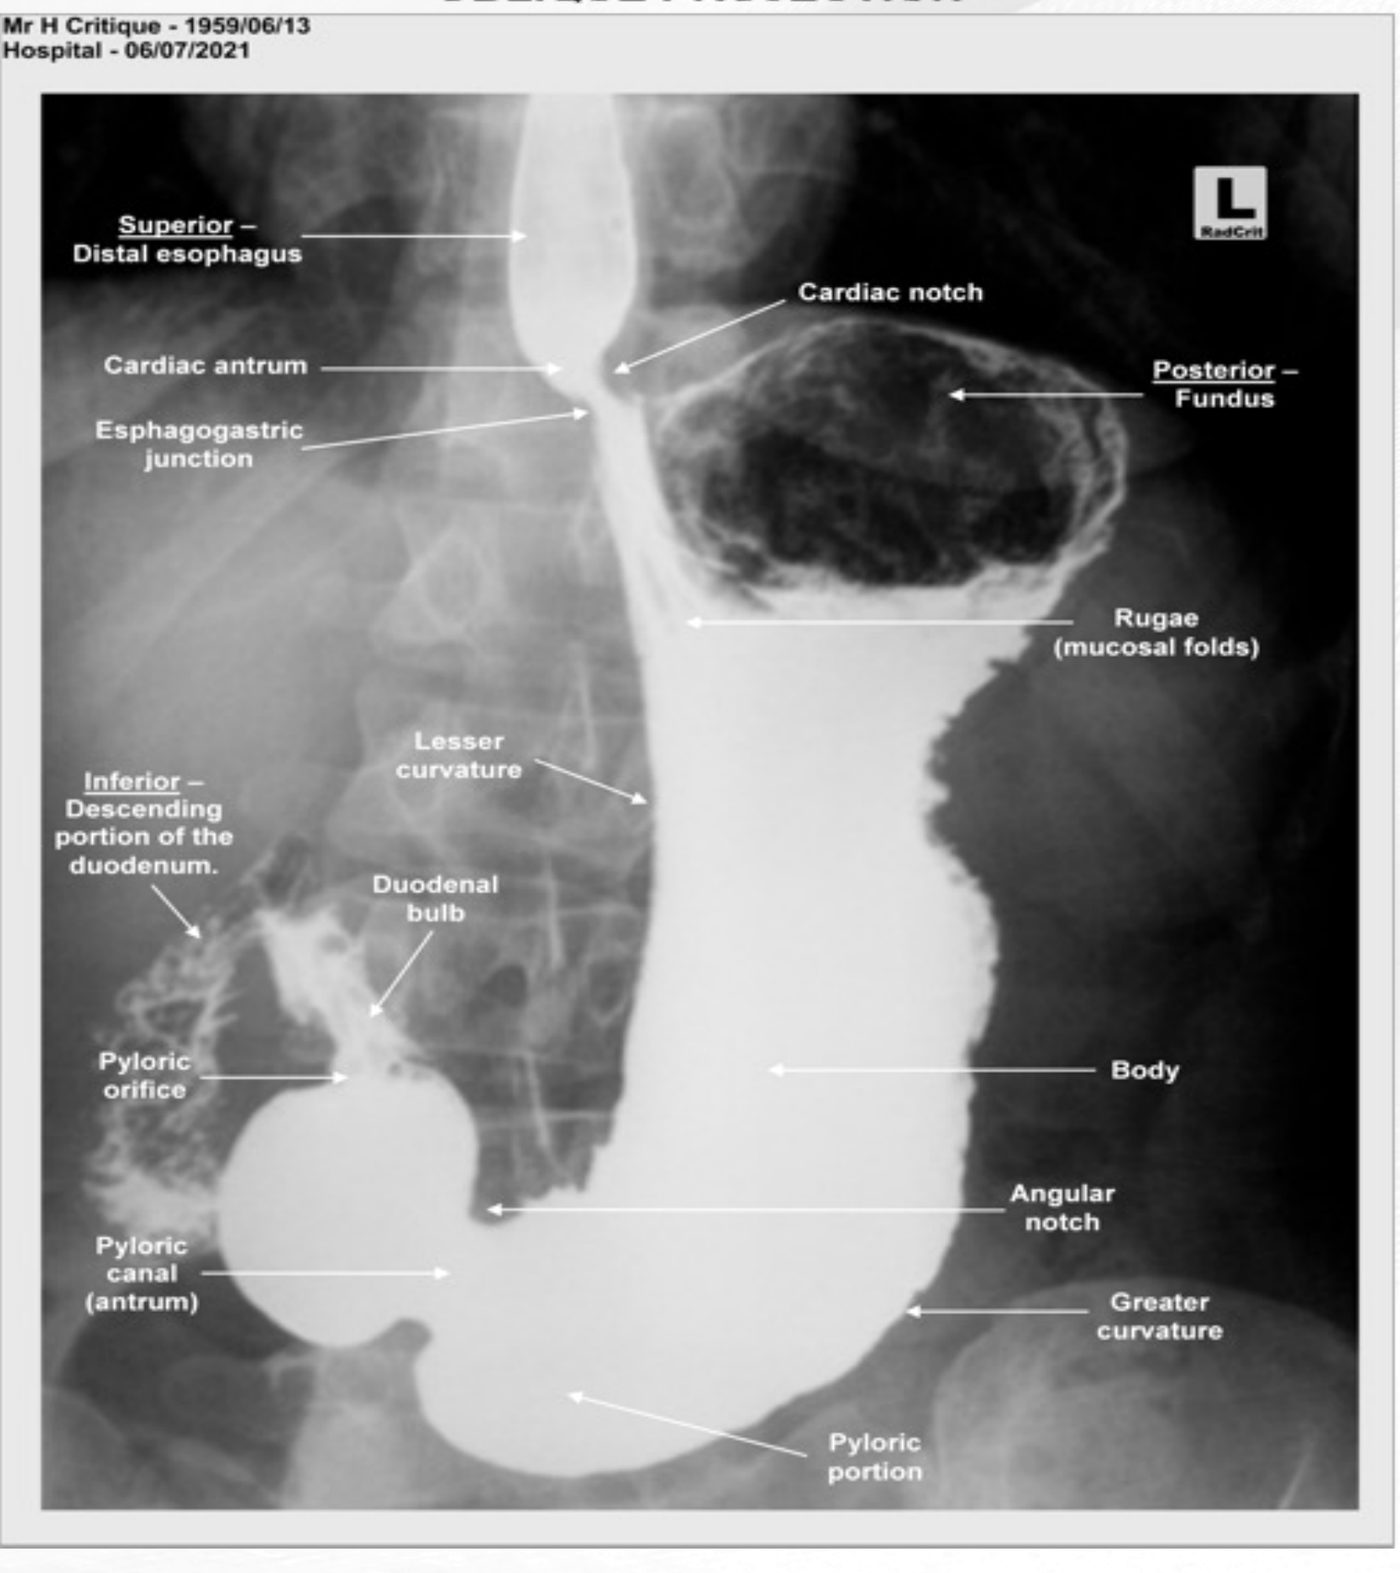 Mr H Critique - 1959/06/13
Hospital - 06/07/2021
L
RadCrit
Superior –
Distal esophagus
Cardiac notch
Cardiac antrum
Posterior –
Fundus
Esphagogastric
junction
Rugae
(mucosal folds)
Lesser
curvature
Inferior –
Descending
portion of the
duodenum.
Duodenal
bulb
Pyloric
orifice
Body
Angular
notch
Pyloric
canal
(antrum)
Greater
curvature
Pyloric
portion